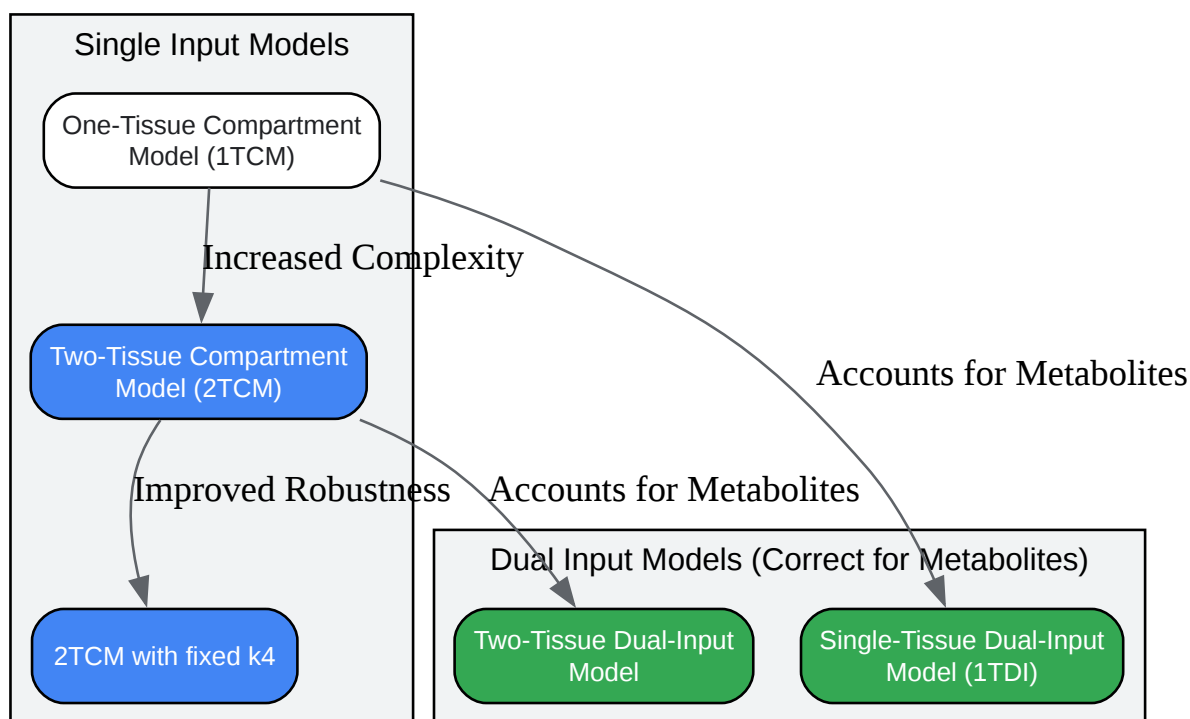 Single Input Models
One-Tissue Compartment
Model (1TCM)
Increased Complexity
Two-Tissue Compartment
Model (2TCM)
Accounts for Metabolites
Improved Robustness
Accounts for Metabolites
Dual Input Models (Correct for Metabolites)
2TCM with fixed k4
Two-Tissue Dual-Input
Model
Single-Tissue Dual-Input
Model (1TDI)